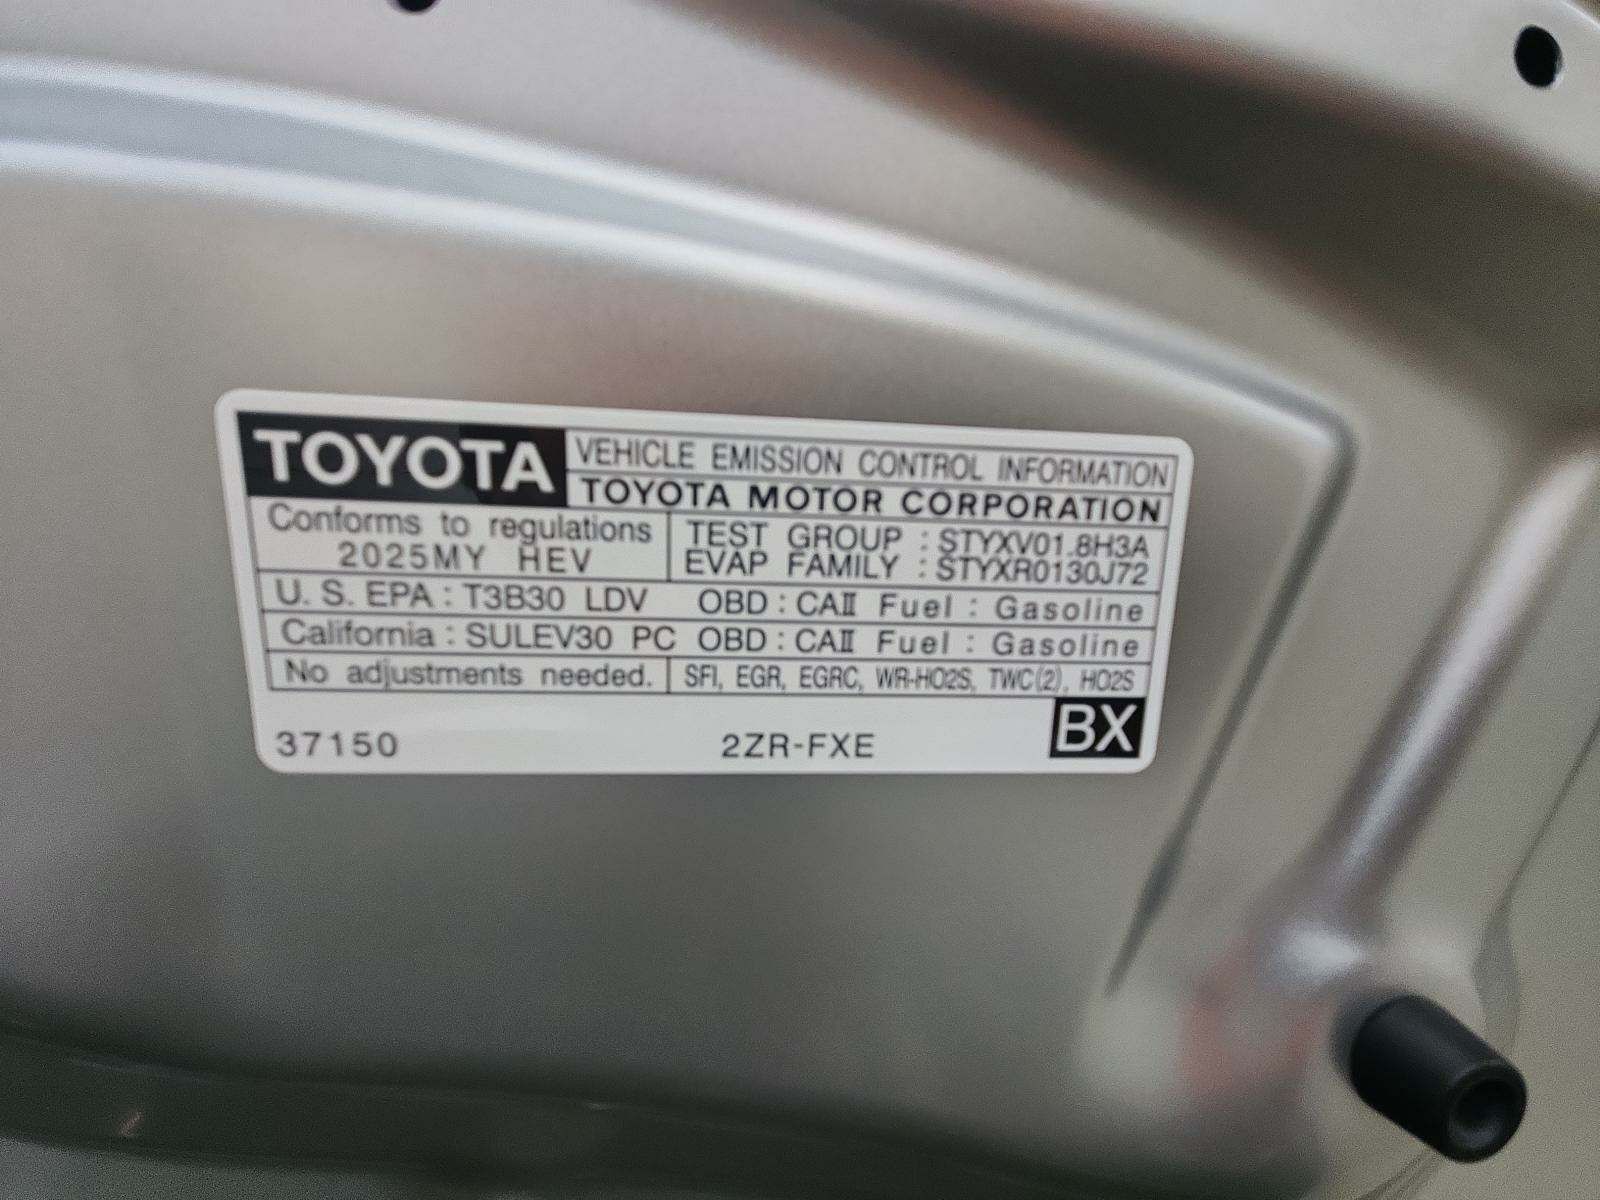 TOYOTA VEHICLE EMISSION CONTROL INFORMATION
TOYOTA MOTOR CORPORATION
Conforms to regulations
2025MY HEV
TEST GROUP : STYXV01.8H3A
EVAP FAMILY : STYXR0130J72
U. S. EPA : T3B30 LDV OBD : CAⅡ Fuel : Gasoline
California : SULEV30 PC OBD : CAⅡ Fuel : Gasoline
No adjustments needed. SFI, EGR, EGRC, WR-HO2S, TWC(2), HO2S
37150 2ZR-FXE BX